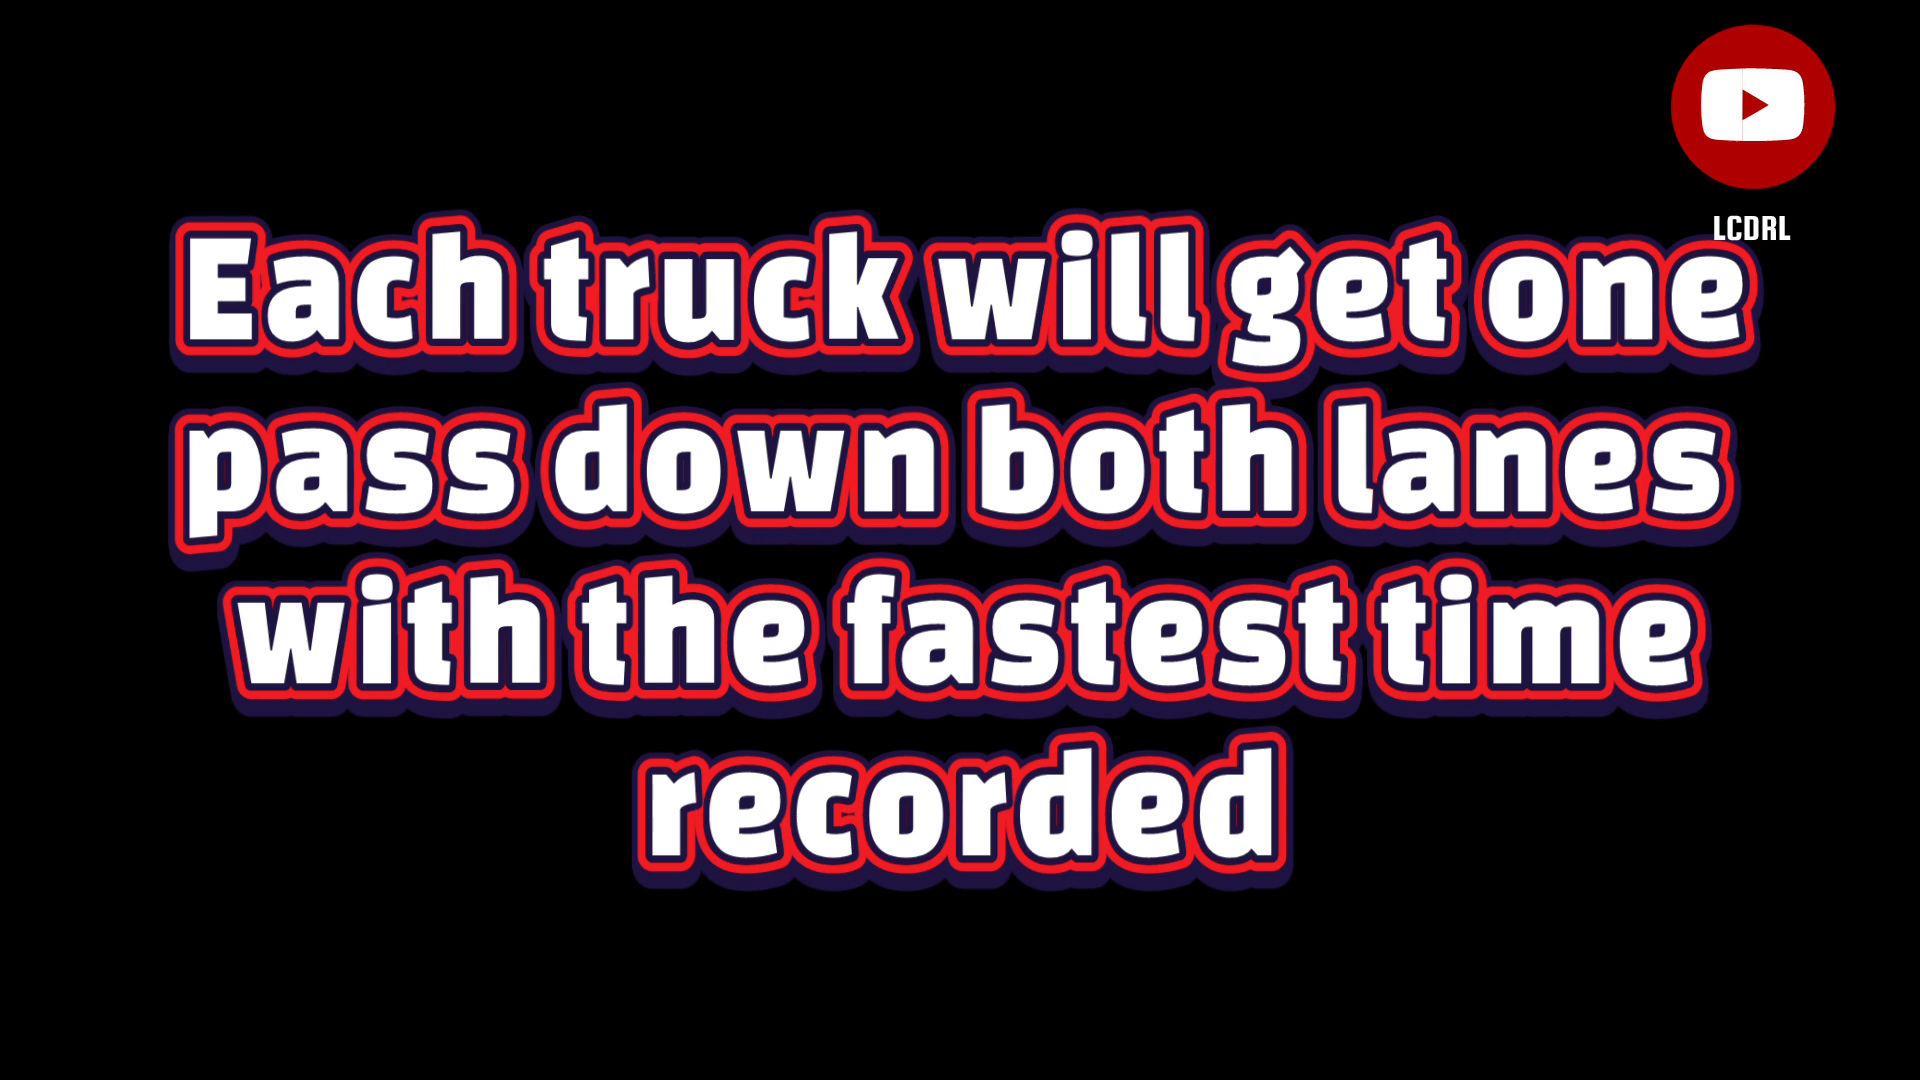 LCDRL
Each truck will get one
pass down both lanes
with the fastest time
recorded